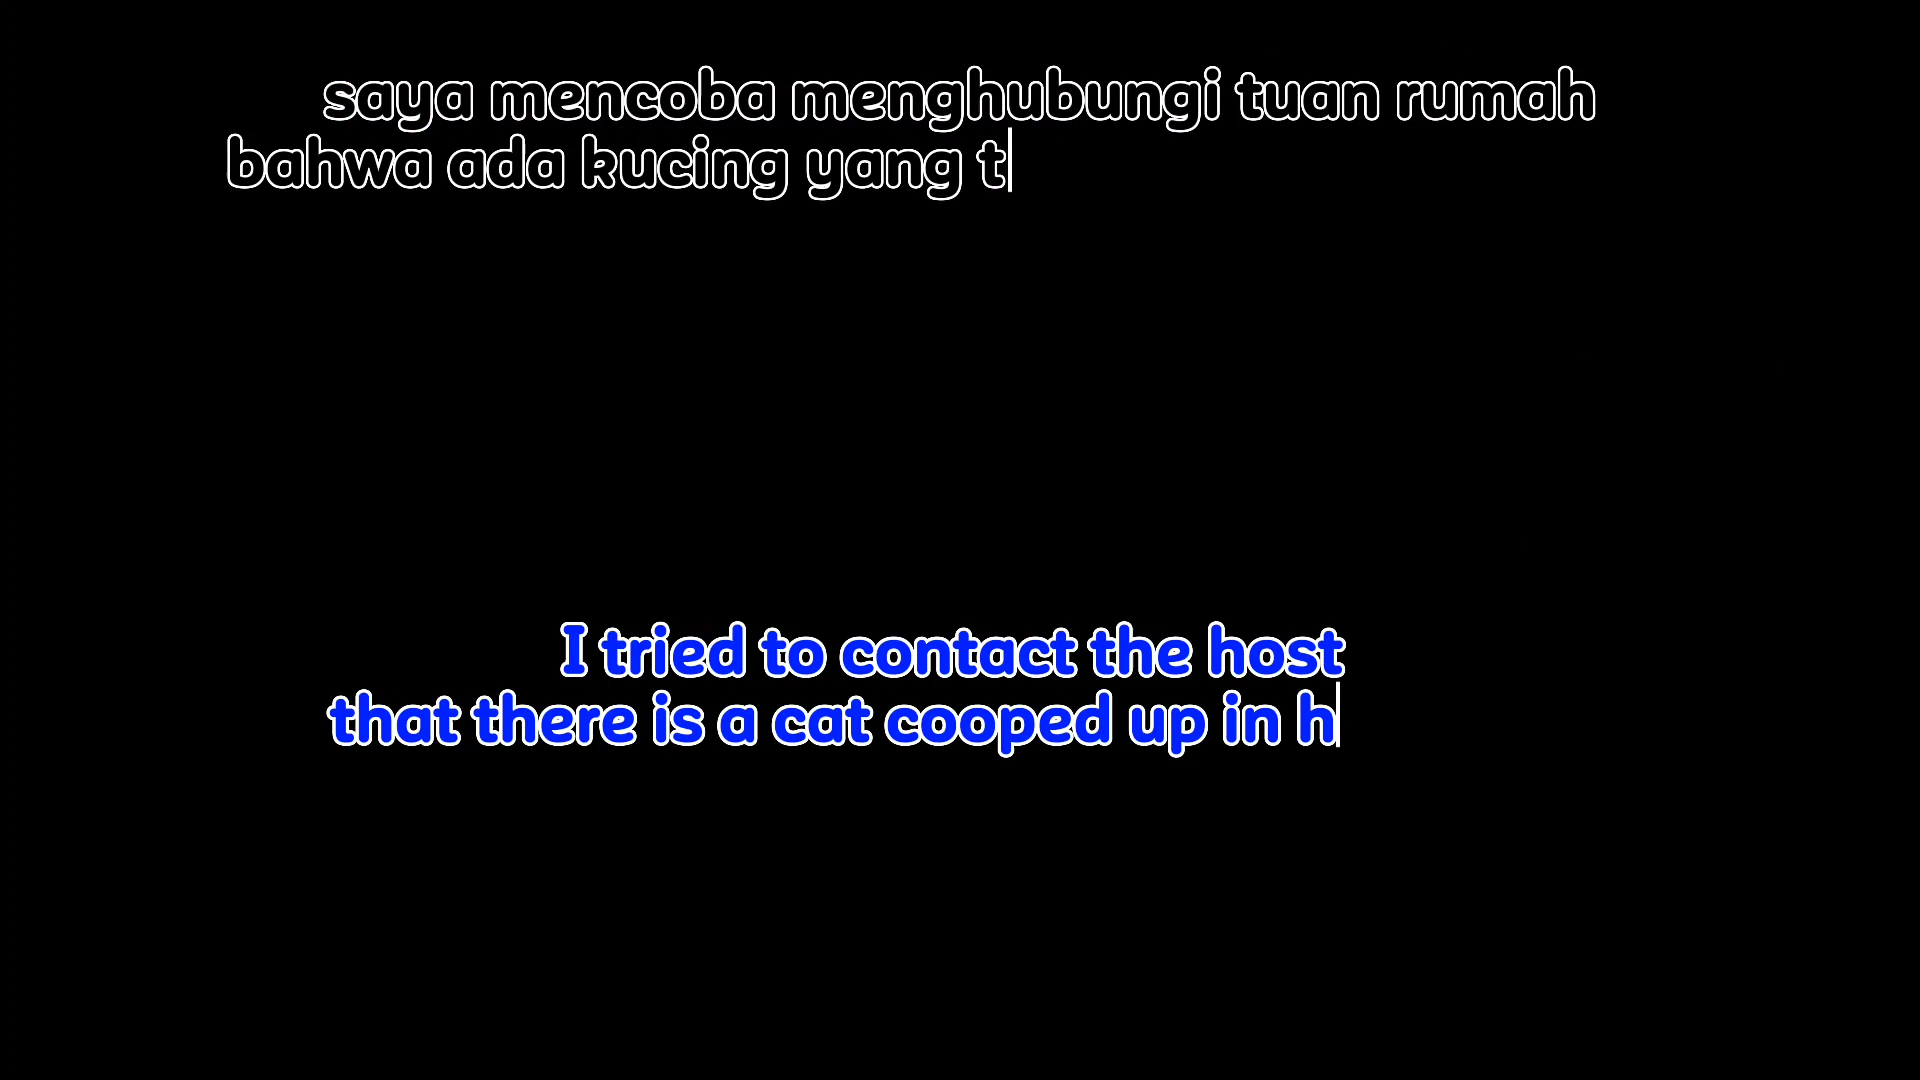 saya mencoba menghubungi tuan rumah
bahwa ada kucing yang t
I tried to contact the host
that there is a cat cooped up in h